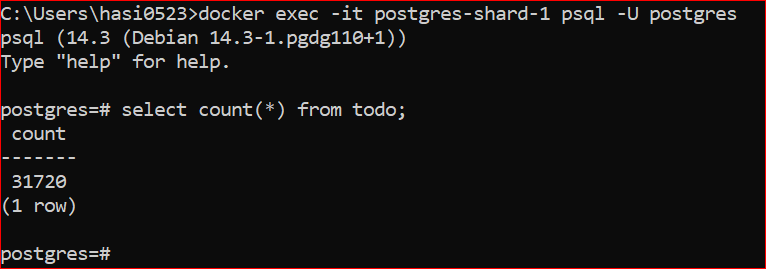 C:\Users\hasi0523>docker exec -it postgres-shard-1 psql -U postgres
psql (14.3 (Debian 14.3-1.pgdg110+1))
Type "help" for help.
postgres=# select count(*) from todo;
count
-------
31720
(1 row)
postgres=#